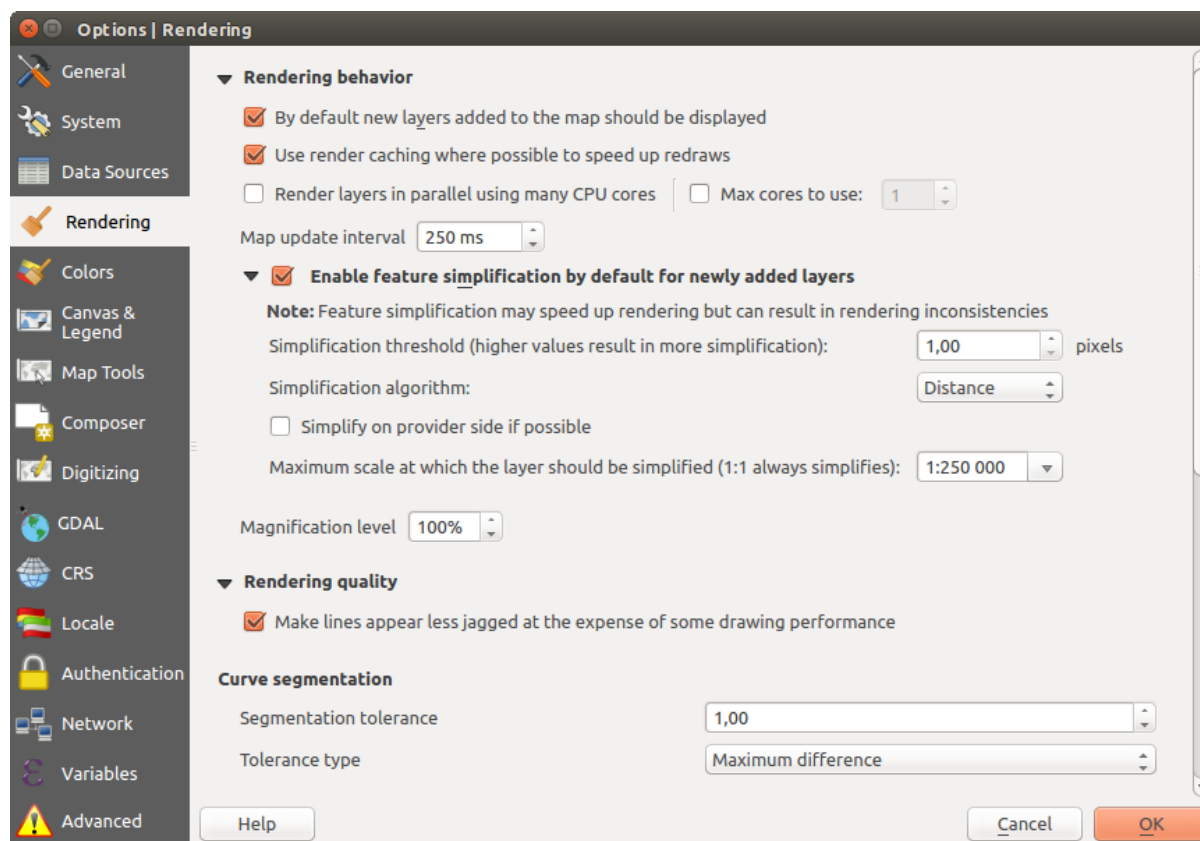 Options | Rendering
General
System
Data Sources
Rendering
Colors
Canvas &
Legend
Map Tools
Composer
Digitizing
GDAL
CRS
Locale
Authentication
Network
Variables
Advanced
Rendering behavior
By default new layers added to the map should be displayed
Use render caching where possible to speed up redraws
Render layers in parallel using many CPU cores Max cores to use: 1
Map update interval 250 ms
Enable feature simplification by default for newly added layers
Note: Feature simplification may speed up rendering but can result in rendering inconsistencies
Simplification threshold (higher values result in more simplification): 1,00 pixels
Simplification algorithm: Distance
Simplify on provider side if possible
Maximum scale at which the layer should be simplified (1:1 always simplifies): 1:250 000
Magnification level 100%
Rendering quality
Make lines appear less jagged at the expense of some drawing performance
Curve segmentation
Segmentation tolerance 1,00
Tolerance type Maximum difference
Help Cancel OK